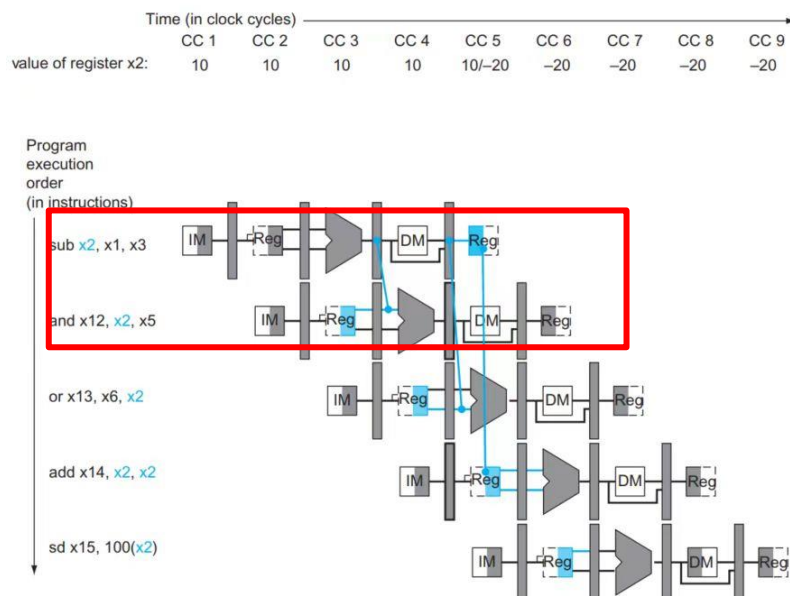 Time (in clock cycles)
CC 1 CC 2 CC 3 CC 4 CC 5 CC 6 CC 7 CC 8 CC 9
value of register x2: 10 10 10 10 10/–20 –20 –20 –20 –20
Program
execution
order
(in instructions)
sub x2, x1, x3
IM Reg DM Reg
and x12, x2, x5
IM Reg DM Reg
or x13, x6, x2
IM Reg DM Reg
add x14, x2, x2
IM Reg DM Reg
sd x15, 100(x2)
IM Reg DM Reg